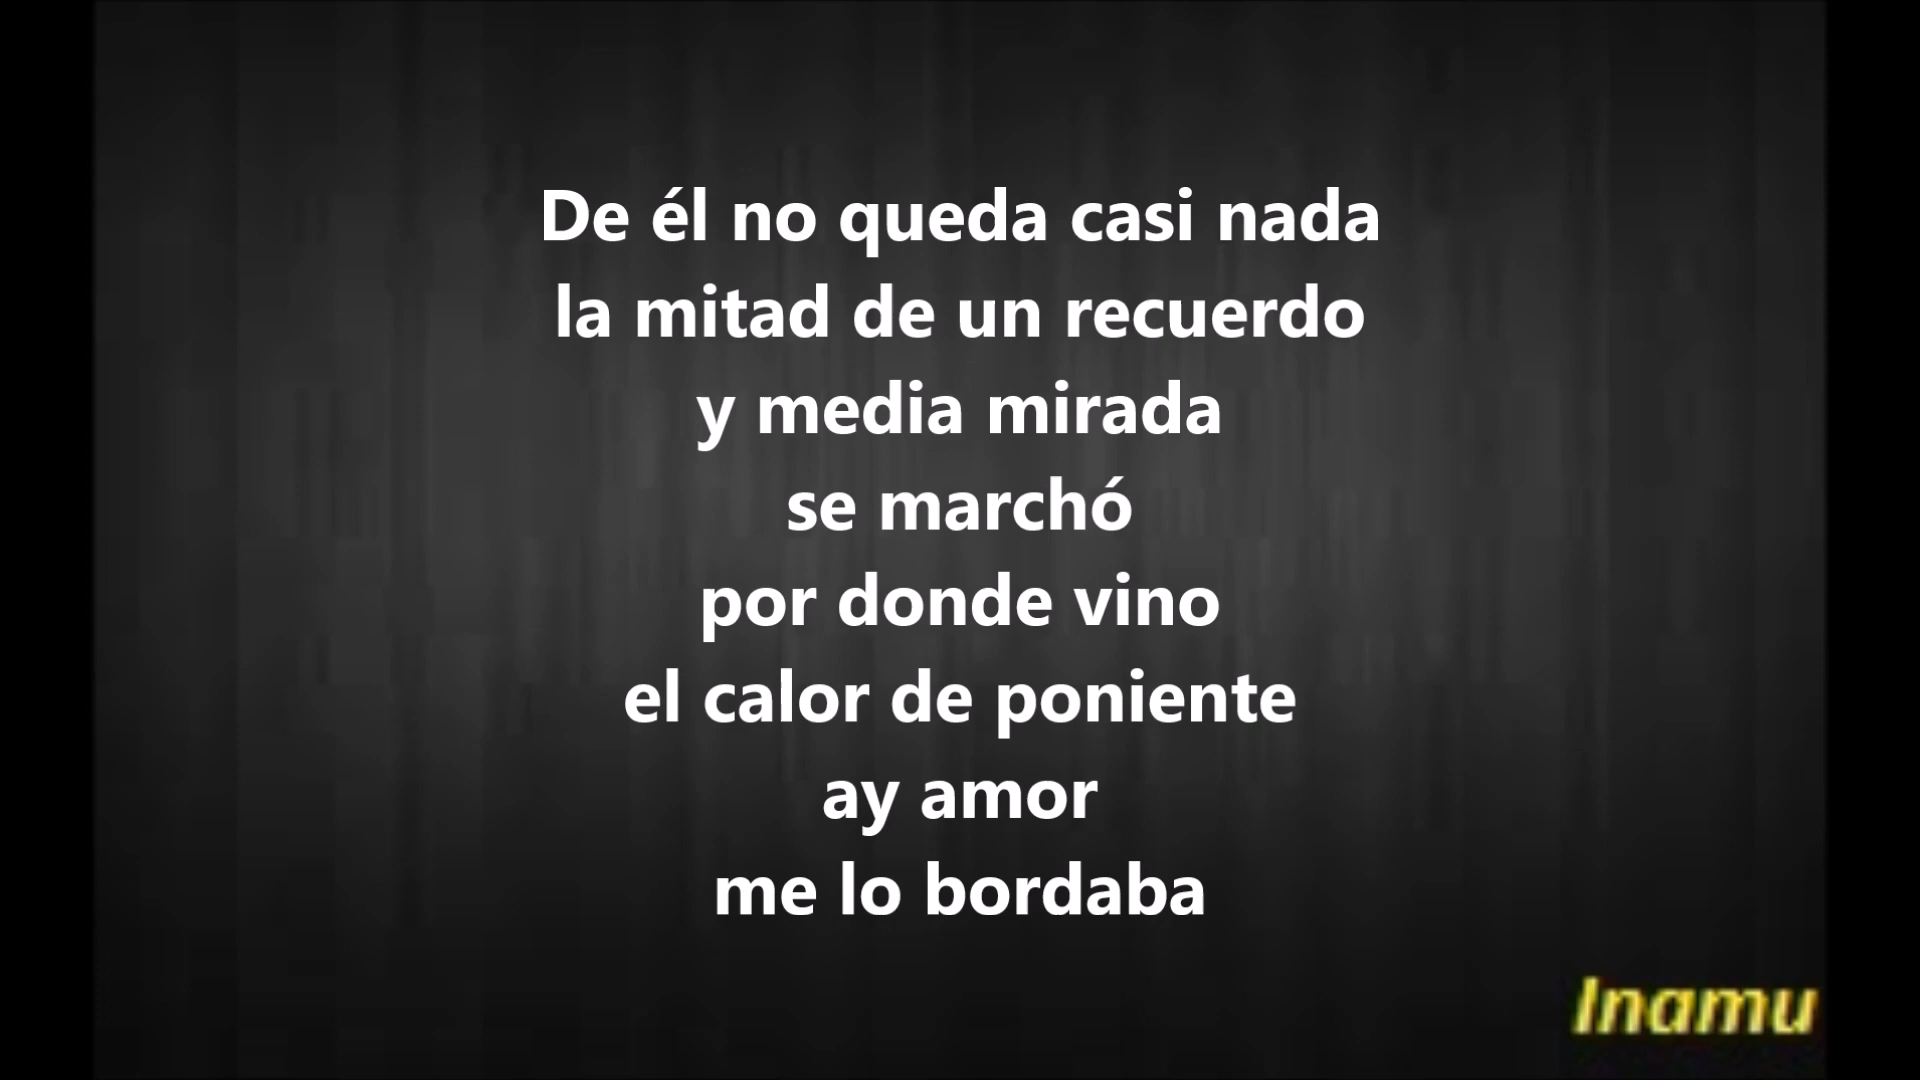 De él no queda casi nada
la mitad de un recuerdo
y media mirada
se marchó
por donde vino
el calor de poniente
ay amor
me lo bordaba
Inamu